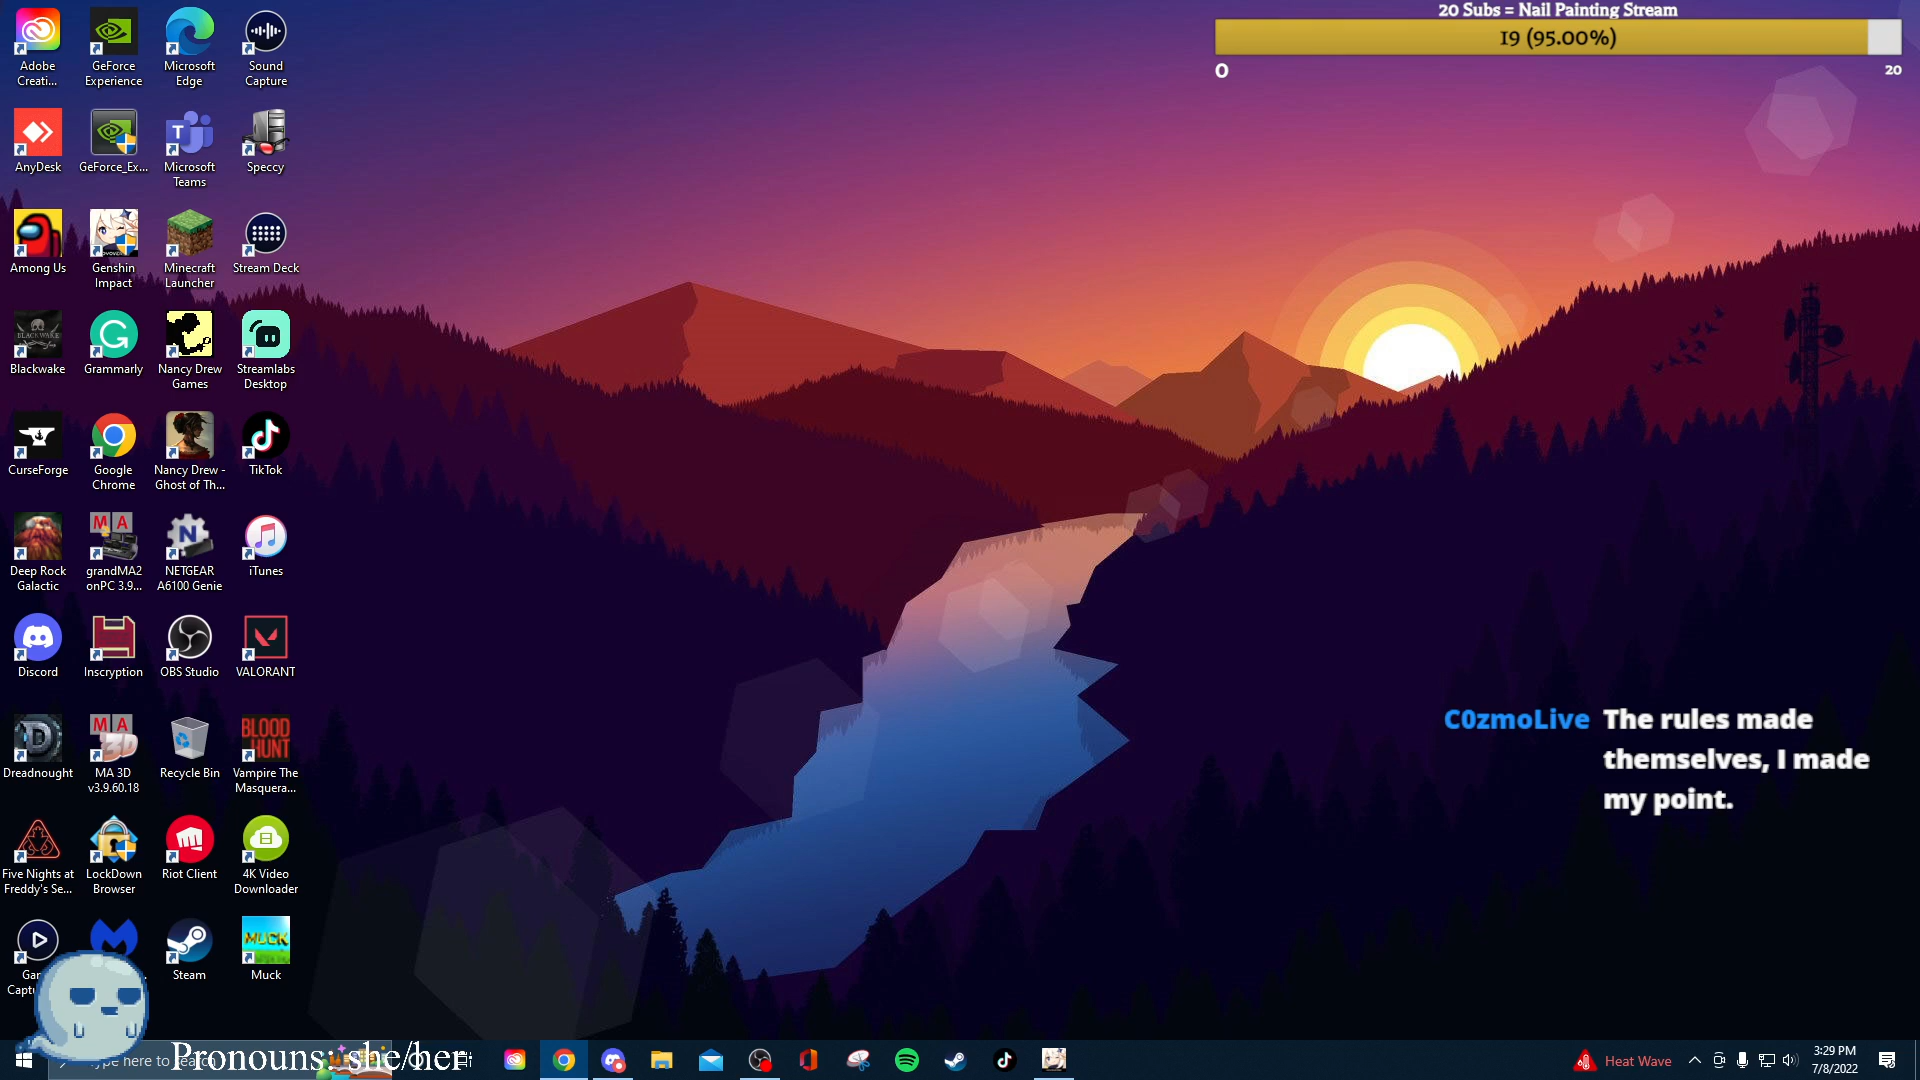 20 Subs = Nail Painting Stream
19 (95.00%)
0
20
Adobe
Creati...
GeForce
Experience
Microsoft
Edge
Sound
Capture
AnyDesk
GeForce_Ex...
Microsoft
Teams
Speccy
Among Us
Genshin
Impact
Minecraft
Launcher
Stream Deck
BLACKWAKE
Blackwake
Grammarly
Nancy Drew
Games
Streamlabs
Desktop
CurseForge
Google
Chrome
Nancy Drew -
Ghost of Th...
TikTok
MA
Deep Rock
Galactic
grandMA2
onPC 3.9...
NETGEAR
A6100 Genie
iTunes
Discord
Inscryption
OBS Studio
VALORANT
MA
3D
BLOOD
HUNT
Dreadnought
MA 3D
v3.9.60.18
Recycle Bin
Vampire The
Masquera...
Five Nights at
Freddy's Se...
LockDown
Browser
Riot Client
4K Video
Downloader
MUCK
Steam
Muck
C0zmoLive The rules made
themselves, I made
my point.
Pronouns: she/her
Heat Wave
3:29 PM
7/8/2022